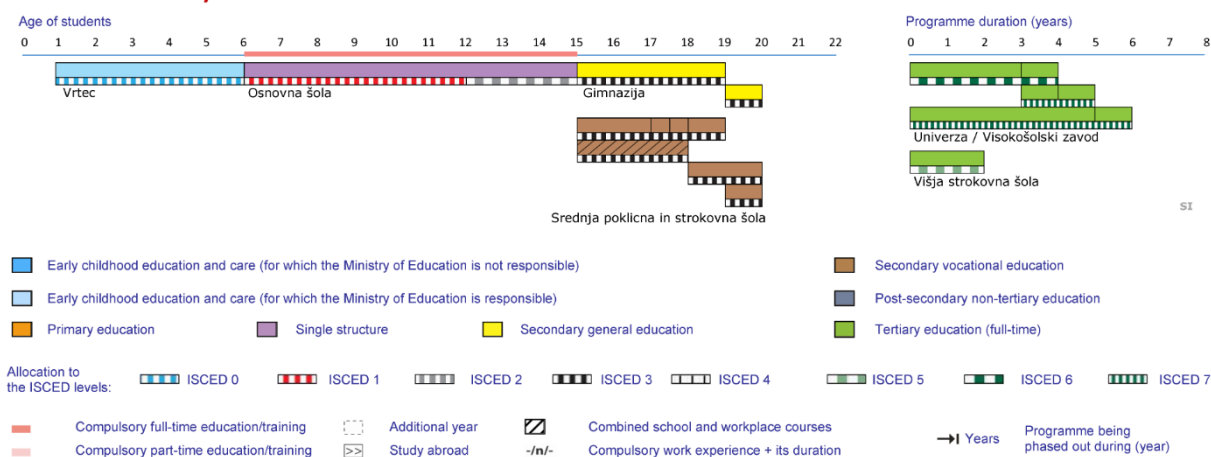 Age of students
Programme duration (years)
0 1 2 3 4 5 6 7 8 9 10 11 12 13 14 15 16 17 18 19 20 21 22
0 1 2 3 4 5 6 7 8
Vrtec
Osnovna šola
Gimnazija
Univerza / Visokošolski zavod
Višja strokovna šola
Srednja poklicna in strokovna šola
SI
Early childhood education and care (for which the Ministry of Education is not responsible)
Secondary vocational education
Early childhood education and care (for which the Ministry of Education is responsible)
Post-secondary non-tertiary education
Primary education
Single structure
Secondary general education
Tertiary education (full-time)
Allocation to
the ISCED levels:
ISCED 0
ISCED 1
ISCED 2
ISCED 3
ISCED 4
ISCED 5
ISCED 6
ISCED 7
Compulsory full-time education/training
Additional year
Combined school and workplace courses
Years
Programme being
phased out during (year)
Compulsory part-time education/training
>> Study abroad
-/n/- Compulsory work experience + its duration